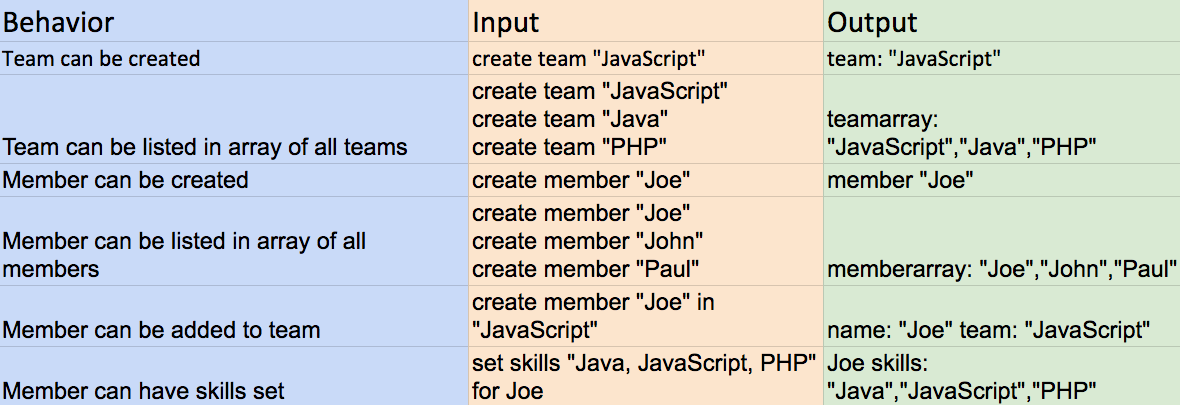 Behavior Input Output
Team can be created create team "JavaScript" team: "JavaScript"
create team "JavaScript"
create team "Java" teamarray:
Team can be listed in array of all teams create team "PHP" "JavaScript","Java","PHP"
Member can be created create member "Joe" member "Joe"
create member "Joe"
Member can be listed in array of all create member "John"
members create member "Paul" memberarray: "Joe","John","Paul"
create member "Joe" in
Member can be added to team "JavaScript" name: "Joe" team: "JavaScript"
set skills "Java, JavaScript, PHP" Joe skills:
Member can have skills set for Joe "Java","JavaScript","PHP"